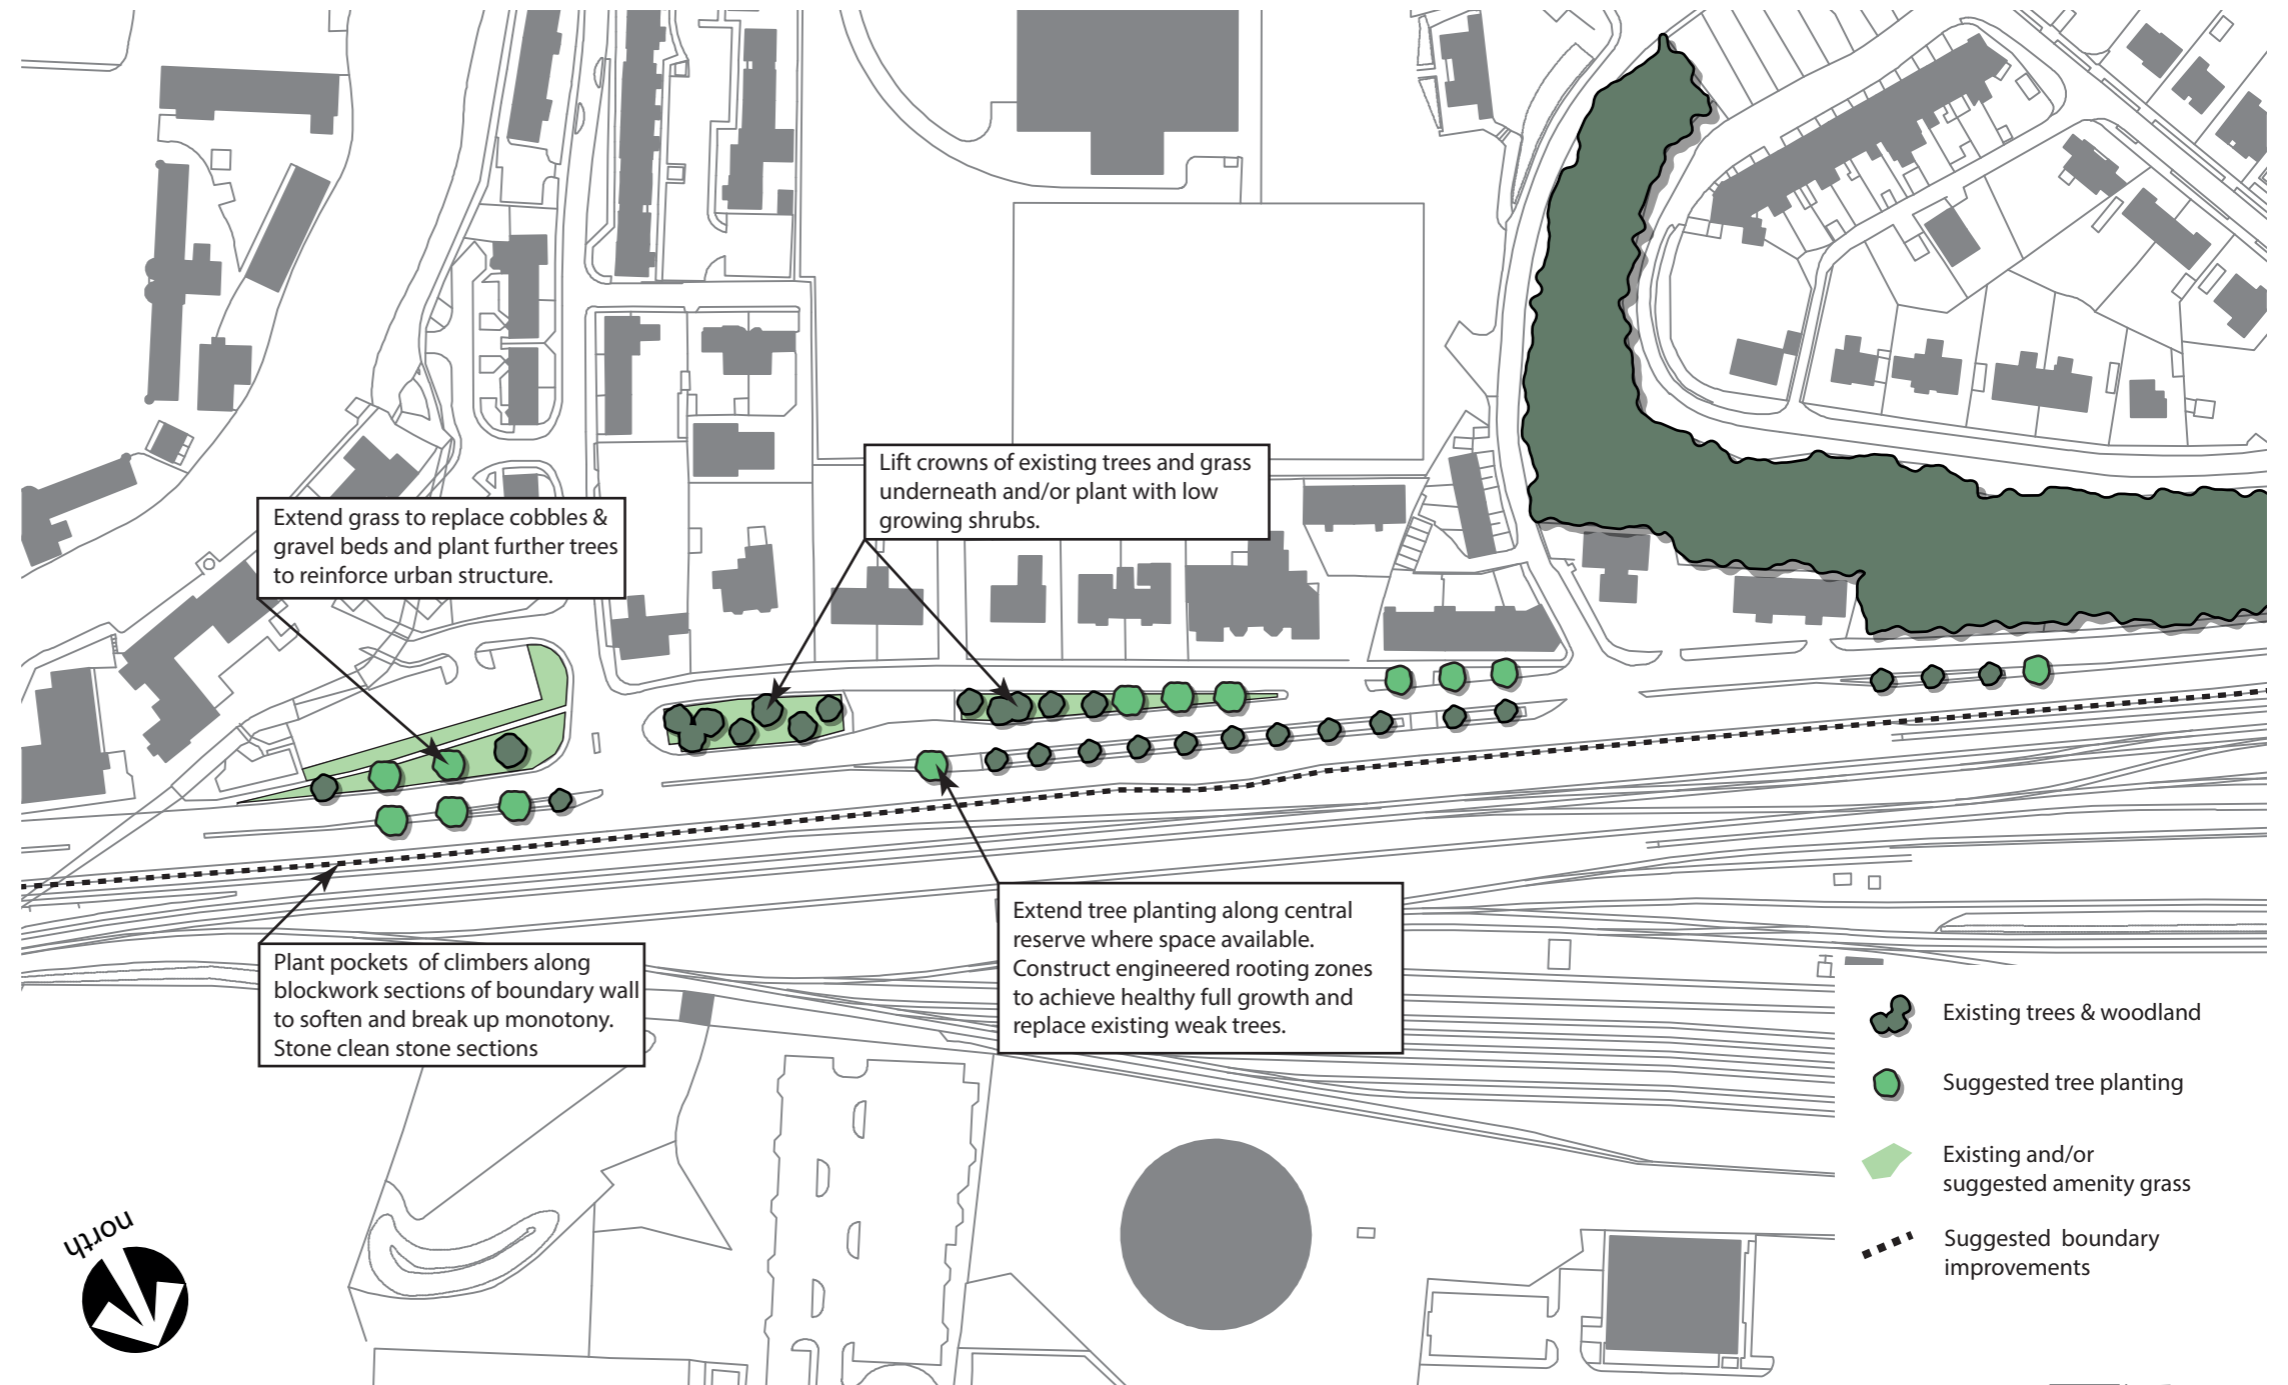 Lift crowns of existing trees and grass
underneath and/or plant with low
growing shrubs.
Extend grass to replace cobbles &
gravel beds and plant further trees
to reinforce urban structure.
Extend tree planting along central
reserve where space available.
Construct engineered rooting zones
to achieve healthy full growth and
replace existing weak trees.
Plant pockets of climbers along
blockwork sections of boundary wall
to soften and break up monotony.
Stone clean stone sections
Existing trees & woodland
Suggested tree planting
Existing and/or
suggested amenity grass
Suggested boundary
improvements
north